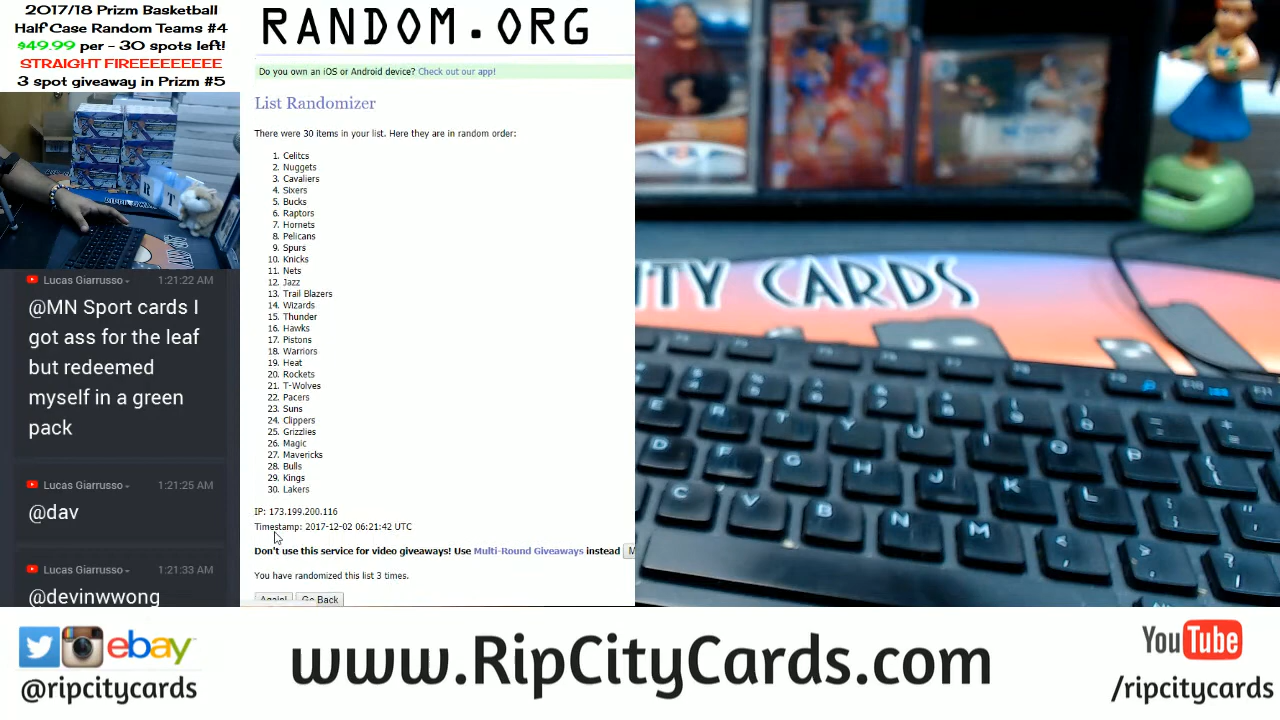 2017/18 Prizm Basketball
Half Case Random Teams #4
$49.99 per - 30 spots left!
STRAIGHT FIREEEEEEEEE
3 spot giveaway in Prizm #5
Lucas Giarrusso 1:21:22 AM
@MN Sport cards I
got ass for the leaf
but redeemed
myself in a green
pack
Lucas Giarrusso 1:21:25 AM
@dav
Lucas Giarrusso 1:21:33 AM
@devinwwong
RANDOM.ORG
Do you own an iOS or Android device? Check out our app!
List Randomizer
There were 30 items in your list. Here they are in random order:
1. Celitcs
2. Nuggets
3. Cavaliers
4. Sixers
5. Bucks
6. Raptors
7. Hornets
8. Pelicans
9. Spurs
10. Knicks
11. Nets
12. Jazz
13. Trail Blazers
14. Wizards
15. Thunder
16. Hawks
17. Pistons
18. Warriors
19. Heat
20. Rockets
21. T-Wolves
22. Pacers
23. Suns
24. Clippers
25. Grizzlies
26. Magic
27. Mavericks
28. Bulls
29. Kings
30. Lakers
IP: 173.199.200.116
Timestamp: 2017-12-02 06:21:42 UTC
Don't use this service for video giveaways! Use Multi-Round Giveaways instead
You have randomized this list 3 times.
Again! Go Back
ITY CARDS
E R T Y U I O P
D F G H J K L
C V B N M
ebay
@ripcitycards
www.RipCityCards.com
YouTube
/ripcitycards